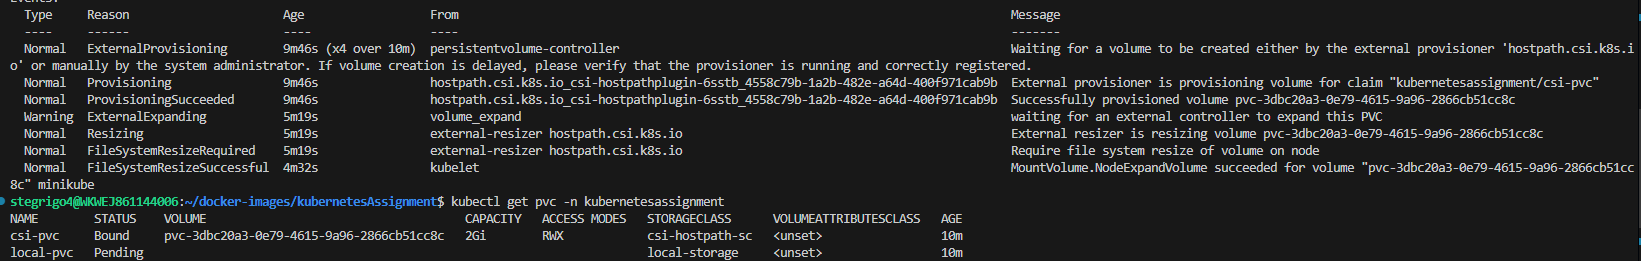 Events:
Type Reason Age From Message
---- ------ ---- ---- -------
Normal ExternalProvisioning 9m46s (x4 over 10m) persistentvolume-controller Waiting for a volume to be created either by the external provisioner 'hostpath.csi.k8s.i
o' or manually by the system administrator. If volume creation is delayed, please verify that the provisioner is running and correctly registered.
Normal Provisioning 9m46s hostpath.csi.k8s.io_csi-hostpathplugin-6sstb_4558c79b-1a2b-482e-a64d-400f971cab9b External provisioner is provisioning volume for claim "kubernetesassignment/csi-pvc"
Normal ProvisioningSucceeded 9m46s hostpath.csi.k8s.io_csi-hostpathplugin-6sstb_4558c79b-1a2b-482e-a64d-400f971cab9b Successfully provisioned volume pvc-3dbc20a3-0e79-4615-9a96-2866cb51cc8c
Warning ExternalExpanding 5m19s volume_expand waiting for an external controller to expand this PVC
Normal Resizing 5m19s external-resizer hostpath.csi.k8s.io External resizer is resizing volume pvc-3dbc20a3-0e79-4615-9a96-2866cb51cc8c
Normal FileSystemResizeRequired 5m19s external-resizer hostpath.csi.k8s.io Require file system resize of volume on node
Normal FileSystemResizeSuccessful 4m32s kubelet MountVolume.NodeExpandVolume succeeded for volume "pvc-3dbc20a3-0e79-4615-9a96-2866cb51cc
8c" minikube
stegrigo4@WKWEJ861144006:~/docker-images/kubernetesAssignment$ kubectl get pvc -n kubernetesassignment
NAME STATUS VOLUME CAPACITY ACCESS MODES STORAGECLASS VOLUMEATTRIBUTESCLASS AGE
csi-pvc Bound pvc-3dbc20a3-0e79-4615-9a96-2866cb51cc8c 2Gi RWX csi-hostpath-sc <unset> 10m
local-pvc Pending local-storage <unset> 10m